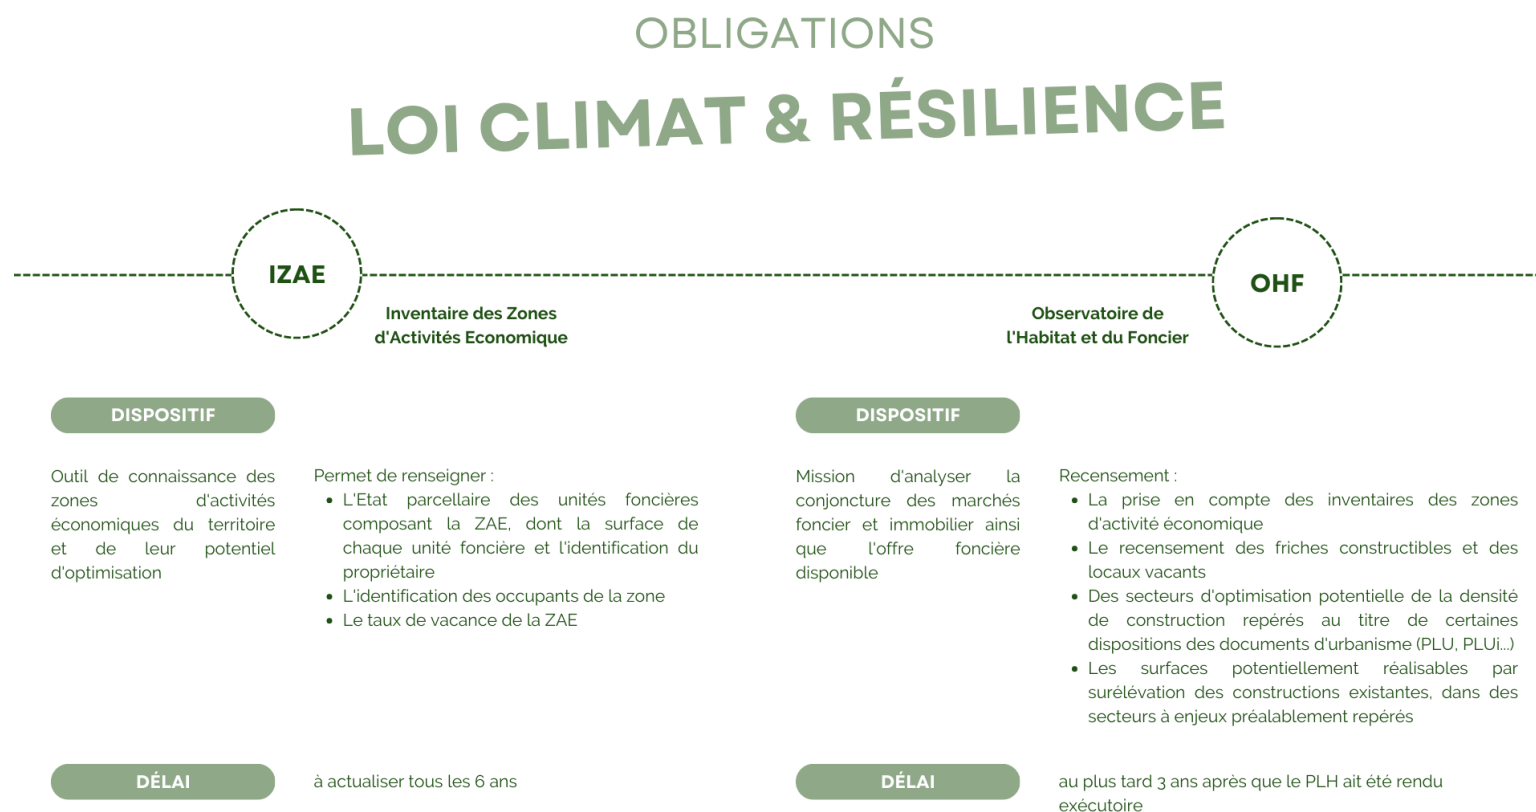 OBLIGATIONS
LOI CLIMAT & RÉSILIENCE
IZAE
Inventaire des Zones
d'Activités Economique
DISPOSITIF
Outil de connaissance des
zones d'activités
économiques du territoire
et de leur potentiel
d'optimisation
Permet de renseigner :
• L'Etat parcellaire des unités foncières
composant la ZAE, dont la surface de
chaque unité foncière et l'identification du
propriétaire
• L'identification des occupants de la zone
• Le taux de vacance de la ZAE
DÉLAI
à actualiser tous les 6 ans
OHF
Observatoire de
l'Habitat et du Foncier
DISPOSITIF
Mission d'analyser la
conjoncture des marchés
foncier et immobilier ainsi
que l'offre foncière
disponible
Recensement :
• La prise en compte des inventaires des zones
d'activité économique
• Le recensement des friches constructibles et des
locaux vacants
• Des secteurs d'optimisation potentielle de la densité
de construction repérés au titre de certaines
dispositions des documents d'urbanisme (PLU, PLUi...)
• Les surfaces potentiellement réalisables par
surélévation des constructions existantes, dans des
secteurs à enjeux préalablement repérés
DÉLAI
au plus tard 3 ans après que le PLH ait été rendu
exécutoire